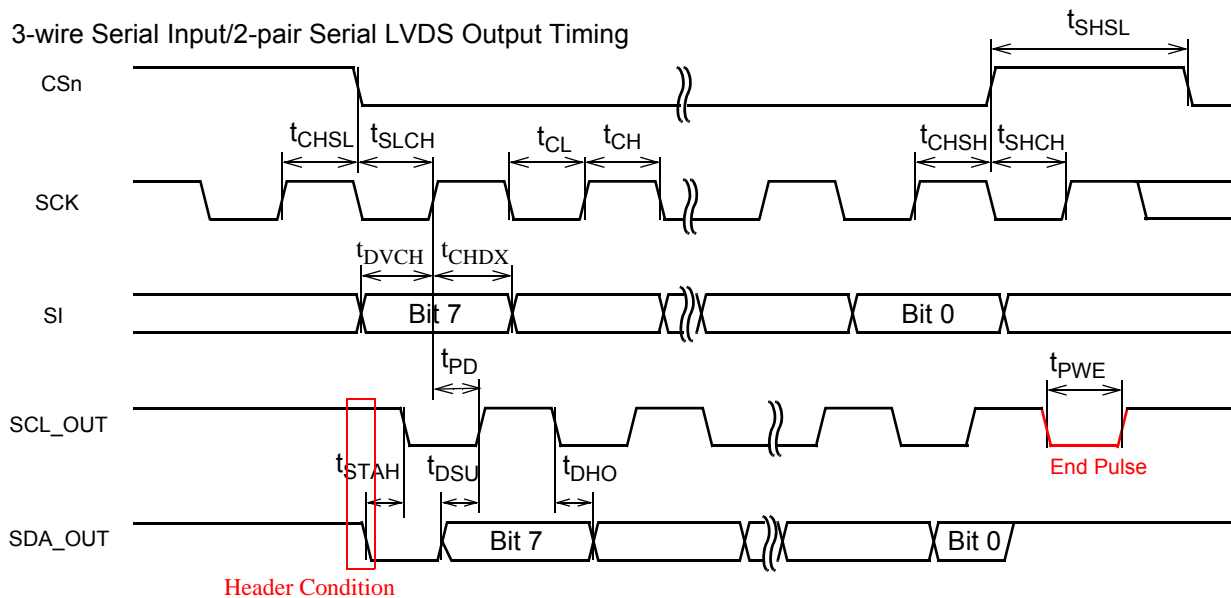 3-wire Serial Input/2-pair Serial LVDS Output Timing
tSHSL
CSn
tCHSL tSLCH tCL tCH tCHSH tSHCH
SCK
tDVCH tCHDX
SI Bit 7 Bit 0
tPD tPWE
SCL_OUT
End Pulse
tSTAH tDSU tDHO
SDA_OUT Bit 7 Bit 0
Header Condition